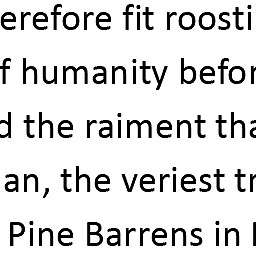 erefore fit roosti
f humanity befor
d the raiment tha
an, the veriest tr
Pine Barrens in